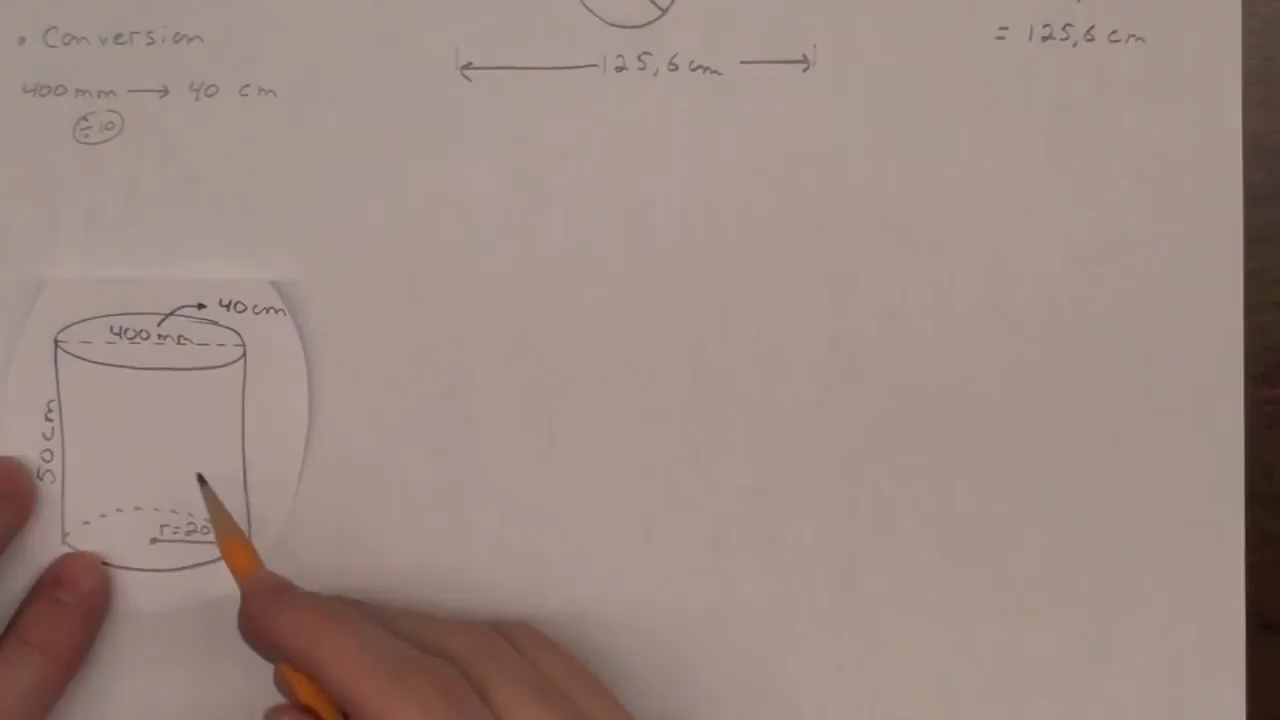 • Conversion
400 mm → 40 cm
÷ 10
125,6 cm
= 125,6 cm
40 cm
400 mm
50 cm
r = 20